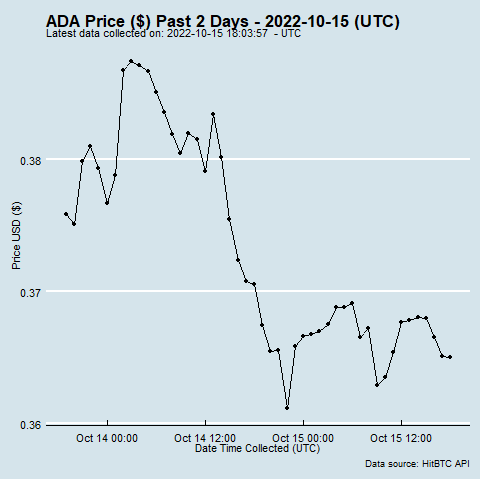 ADA Price ($) Past 2 Days - 2022-10-15 (UTC)
Latest data collected on: 2022-10-15 18:03:57  - UTC
0.38
0.37
0.36
Price USD ($)
Oct 14 00:00 Oct 14 12:00 Oct 15 00:00 Oct 15 12:00
Date Time Collected (UTC)
Data source: HitBTC API